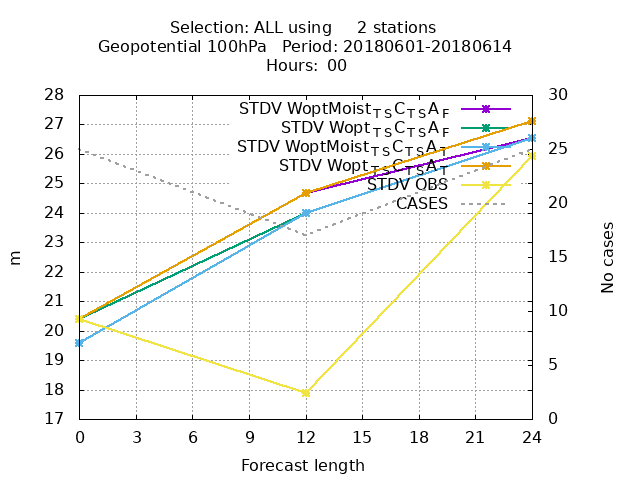 Selection: ALL using 2 stations
Geopotential 100hPa Period: 20180601-20180614
Hours: 00
28
27
26
25
24
23
22
21
20
19
18
17
m
30
25
20
15
10
5
0
No cases
STDV WoptMoist_TS C_TS A_F
STDV Wopt_TS C_TS A_F
STDV WoptMoist_TS C_TS A_T
STDV Wopt_TS C_TS A_T
STDV OBS
CASES
0 3 6 9 12 15 18 21 24
Forecast length